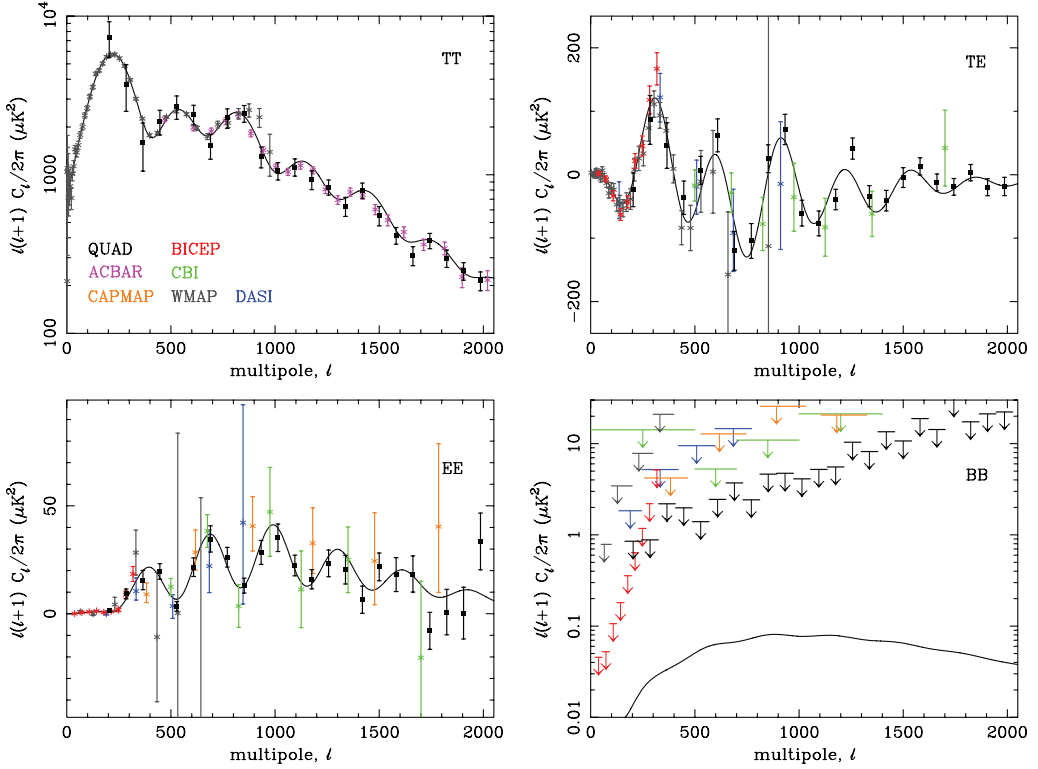 TT
10⁴
1000
100
ℓ(ℓ+1) Cℓ/2π (μK²)
QUAD BICEP
ACBAR CBI
CAPMAP WMAP DASI
0 500 1000 1500 2000
multipole, ℓ
TE
200
0
−200
ℓ(ℓ+1) Cℓ/2π (μK²)
0 500 1000 1500 2000
multipole, ℓ
EE
50
0
ℓ(ℓ+1) Cℓ/2π (μK²)
0 500 1000 1500 2000
multipole, ℓ
BB
10
1
0.1
0.01
ℓ(ℓ+1) Cℓ/2π (μK²)
0 500 1000 1500 2000
multipole, ℓ